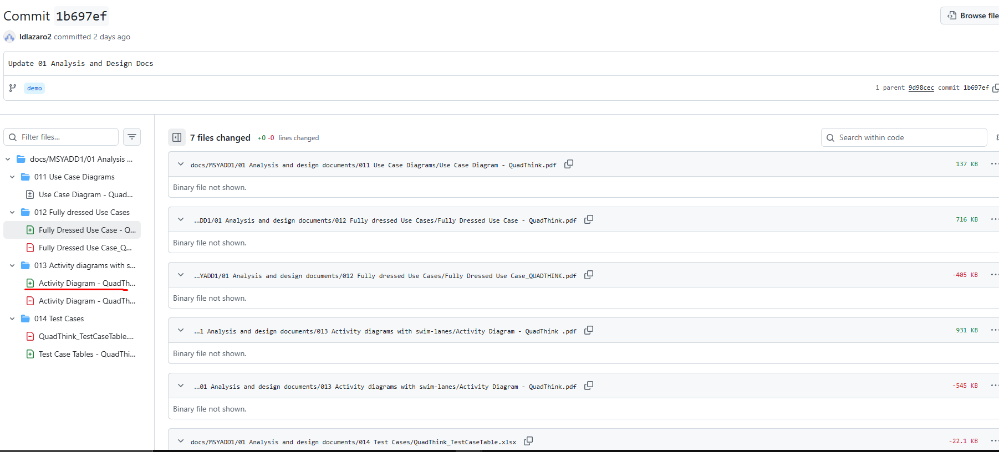 Commit 1b697ef
Browse file
ldlazaro2 committed 2 days ago
Update 01 Analysis and Design Docs
demo
1 parent 9d98cec commit 1b697ef
Filter files...
7 files changed +0 -0 lines changed
Search within code
docs/MSYADD1/01 Analysis ...
011 Use Case Diagrams
Use Case Diagram - Quad...
012 Fully dressed Use Cases
Fully Dressed Use Case - Q...
Fully Dressed Use Case_Q...
013 Activity diagrams with s...
Activity Diagram - QuadTh...
Activity Diagram - QuadTh...
014 Test Cases
QuadThink_TestCaseTable....
Test Case Tables - QuadThi...
docs/MSYADD1/01 Analysis and design documents/011 Use Case Diagrams/Use Case Diagram - QuadThink.pdf 137 KB
Binary file not shown.
...DD1/01 Analysis and design documents/012 Fully dressed Use Cases/Fully Dressed Use Case - QuadThink.pdf 716 KB
Binary file not shown.
...YADD1/01 Analysis and design documents/012 Fully dressed Use Cases/Fully Dressed Use Case_QUADTHINK.pdf -405 KB
Binary file not shown.
...1 Analysis and design documents/013 Activity diagrams with swim-lanes/Activity Diagram - QuadThink .pdf 931 KB
Binary file not shown.
...01 Analysis and design documents/013 Activity diagrams with swim-lanes/Activity Diagram - QuadThink.pdf -545 KB
Binary file not shown.
docs/MSYADD1/01 Analysis and design documents/014 Test Cases/QuadThink_TestCaseTable.xlsx -22.1 KB